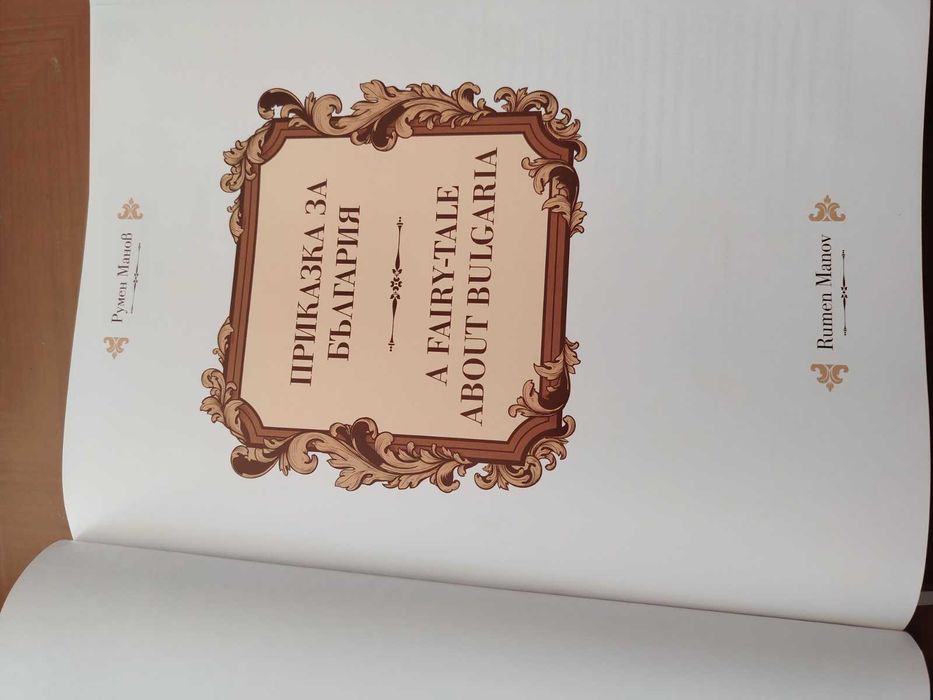 Румен Манов
ПРИКАЗКА ЗА
БЪЛГАРИЯ
A FAIRY-TALE
ABOUT BULGARIA
Rumen Manov